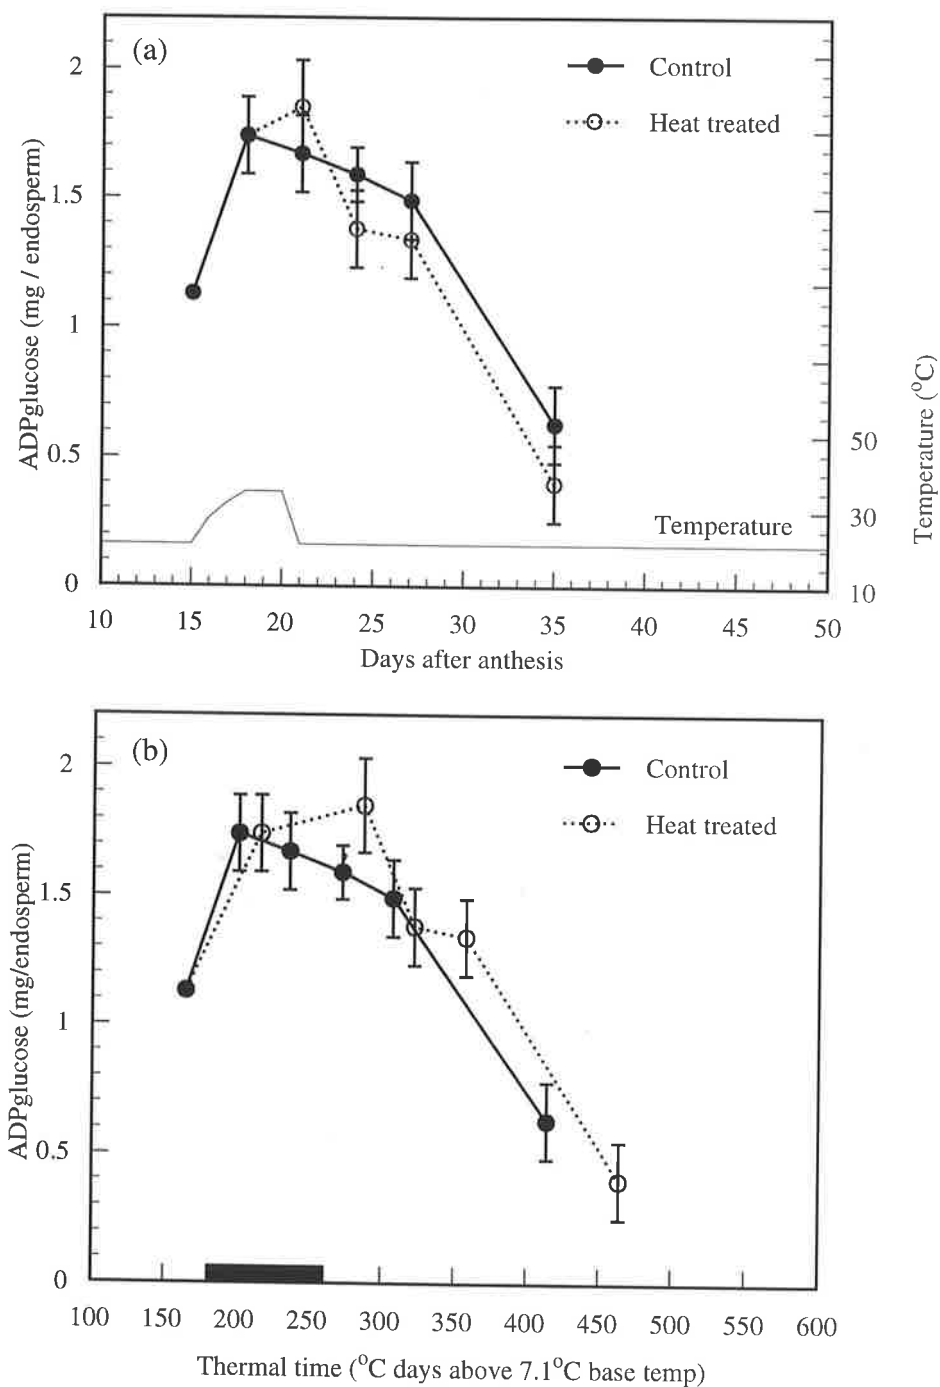 (a)
Control
Heat treated
2
1.5
1
0.5
0
ADPglucose (mg / endosperm)
50
30
10
Temperature (°C)
Temperature
10 15 20 25 30 35 40 45 50
Days after anthesis
(b)
Control
Heat treated
2
1.5
1
0.5
0
ADPglucose (mg/endosperm)
100 150 200 250 300 350 400 450 500 550 600
Thermal time (°C days above 7.1°C base temp)